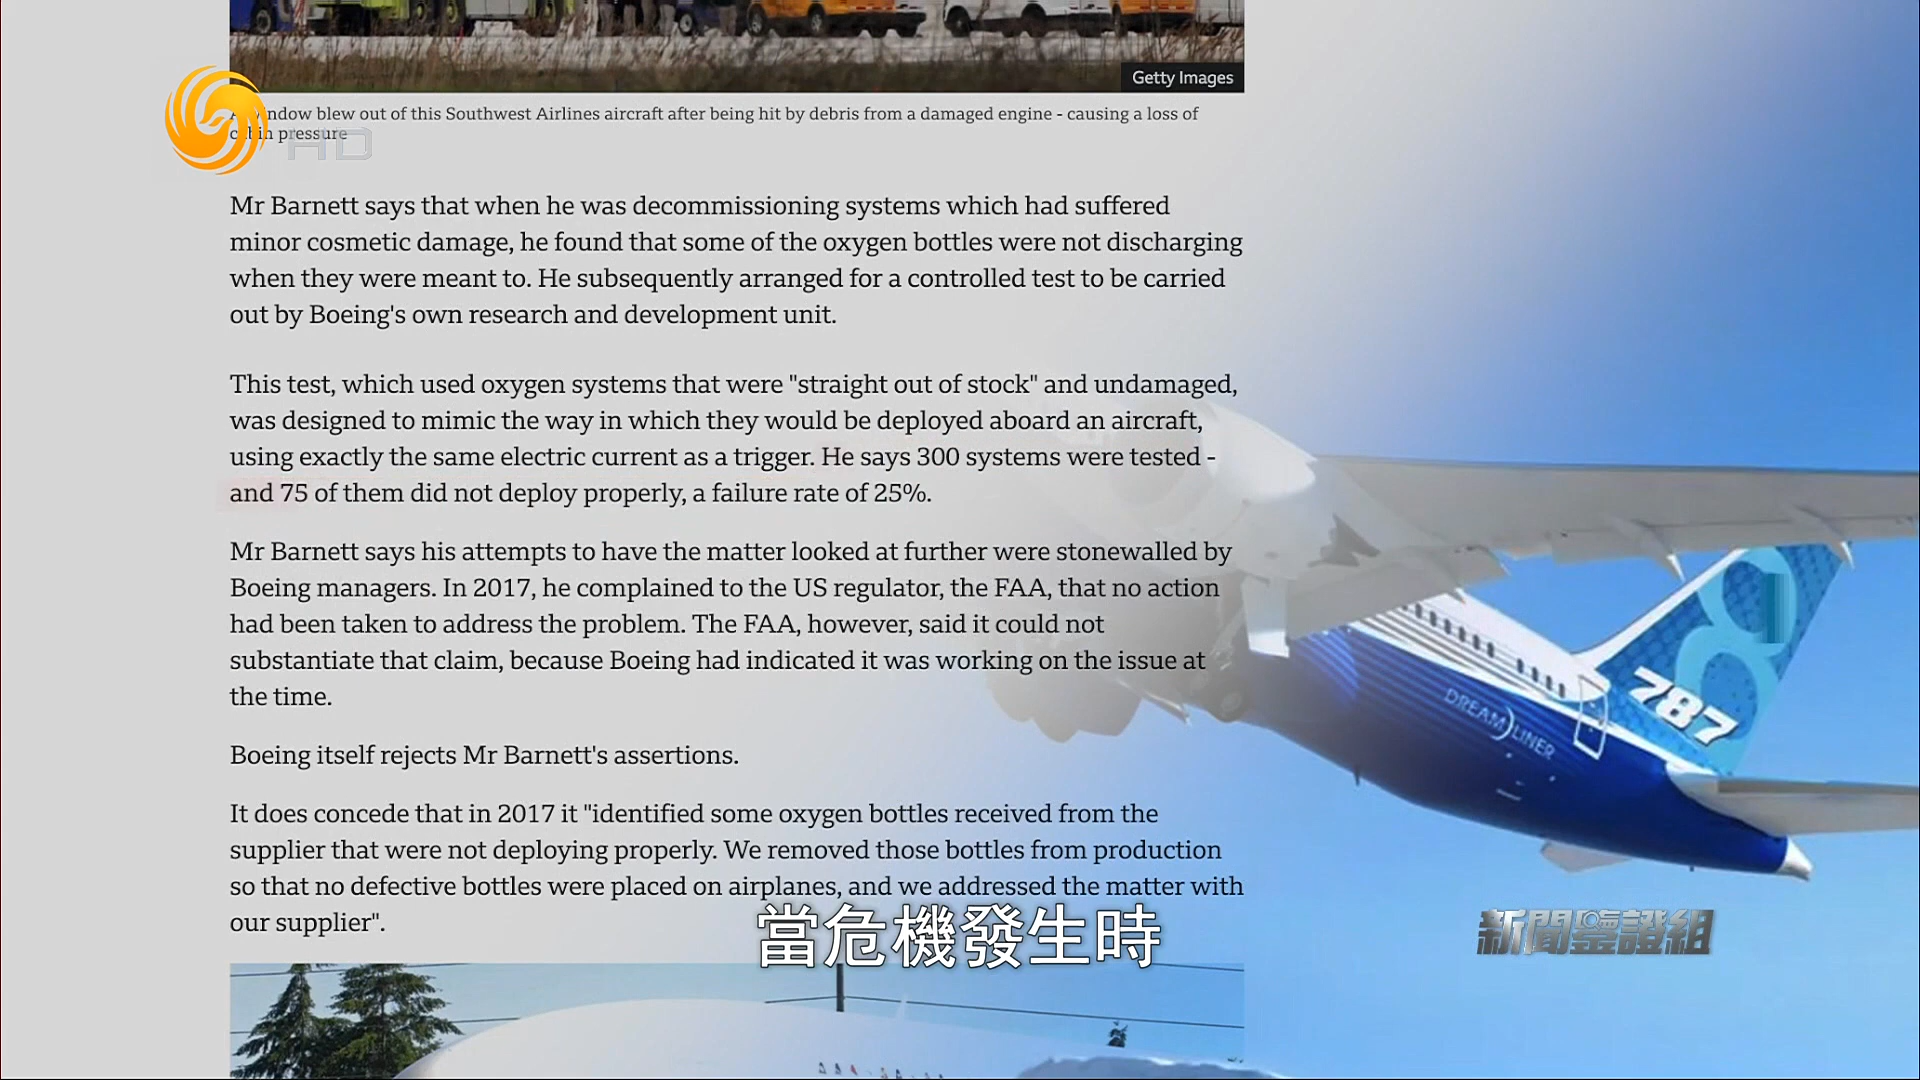 Getty Images
window blew out of this Southwest Airlines aircraft after being hit by debris from a damaged engine - causing a loss of
cabin pressure
HD
Mr Barnett says that when he was decommissioning systems which had suffered
minor cosmetic damage, he found that some of the oxygen bottles were not discharging
when they were meant to. He subsequently arranged for a controlled test to be carried
out by Boeing's own research and development unit.
This test, which used oxygen systems that were "straight out of stock" and undamaged,
was designed to mimic the way in which they would be deployed aboard an aircraft,
using exactly the same electric current as a trigger. He says 300 systems were tested -
and 75 of them did not deploy properly, a failure rate of 25%.
Mr Barnett says his attempts to have the matter looked at further were stonewalled by
Boeing managers. In 2017, he complained to the US regulator, the FAA, that no action
had been taken to address the problem. The FAA, however, said it could not
substantiate that claim, because Boeing had indicated it was working on the issue at
the time.
Boeing itself rejects Mr Barnett's assertions.
It does concede that in 2017 it "identified some oxygen bottles received from the
supplier that were not deploying properly. We removed those bottles from production
so that no defective bottles were placed on airplanes, and we addressed the matter with
our supplier".
787
DREAMLINER
當危機發生時
新聞鑒證組